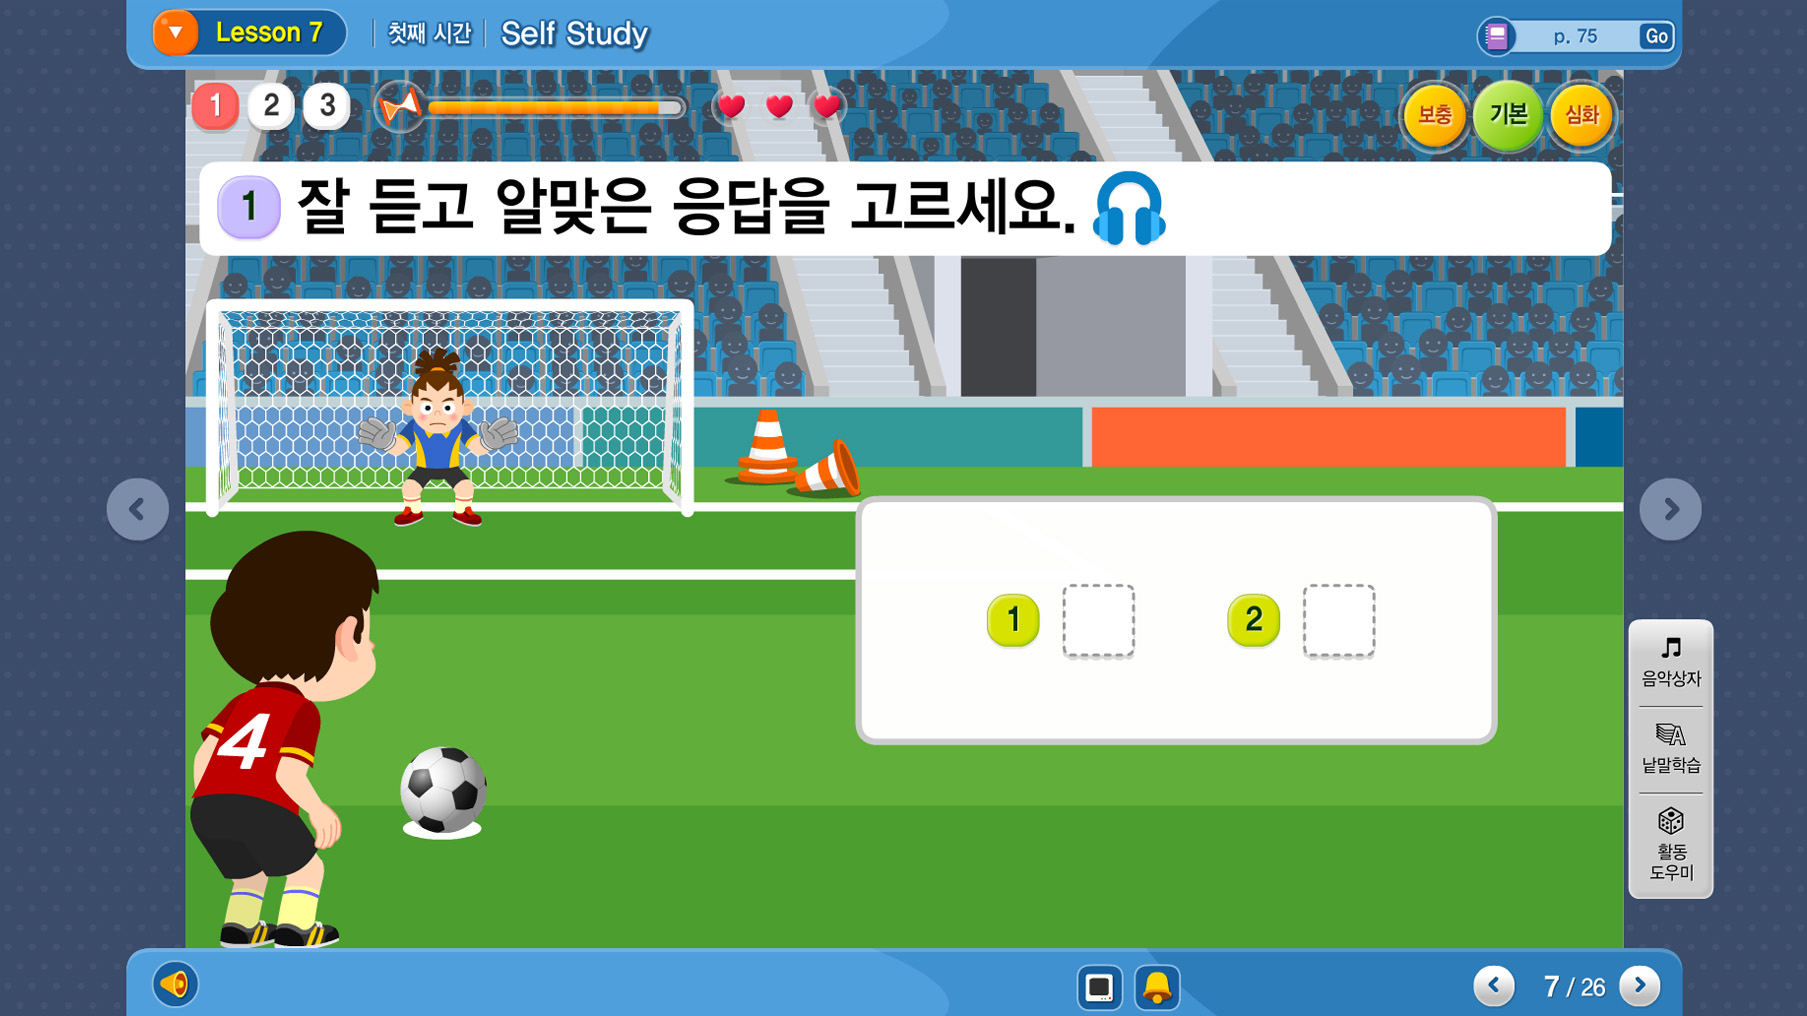 Lesson 7
첫째 시간
Self Study
p. 75
Go
1 2 3
보충 기본 심화
1 잘 듣고 알맞은 응답을 고르세요.
1 2
4
음악상자
A
낱말학습
활동
도우미
7 / 26